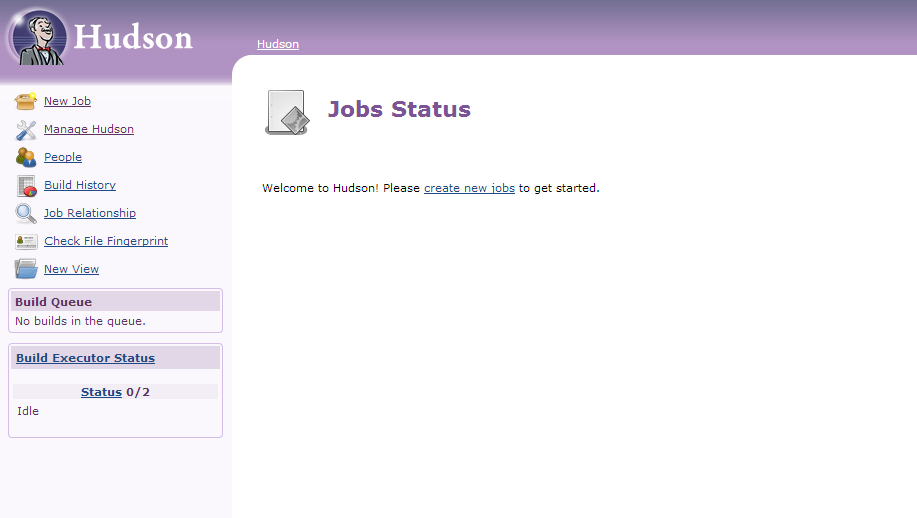 Hudson
Hudson
New Job
Manage Hudson
People
Build History
Job Relationship
Check File Fingerprint
New View
Build Queue
No builds in the queue.
Build Executor Status
Status 0/2
Idle
Jobs Status
Welcome to Hudson! Please create new jobs to get started.